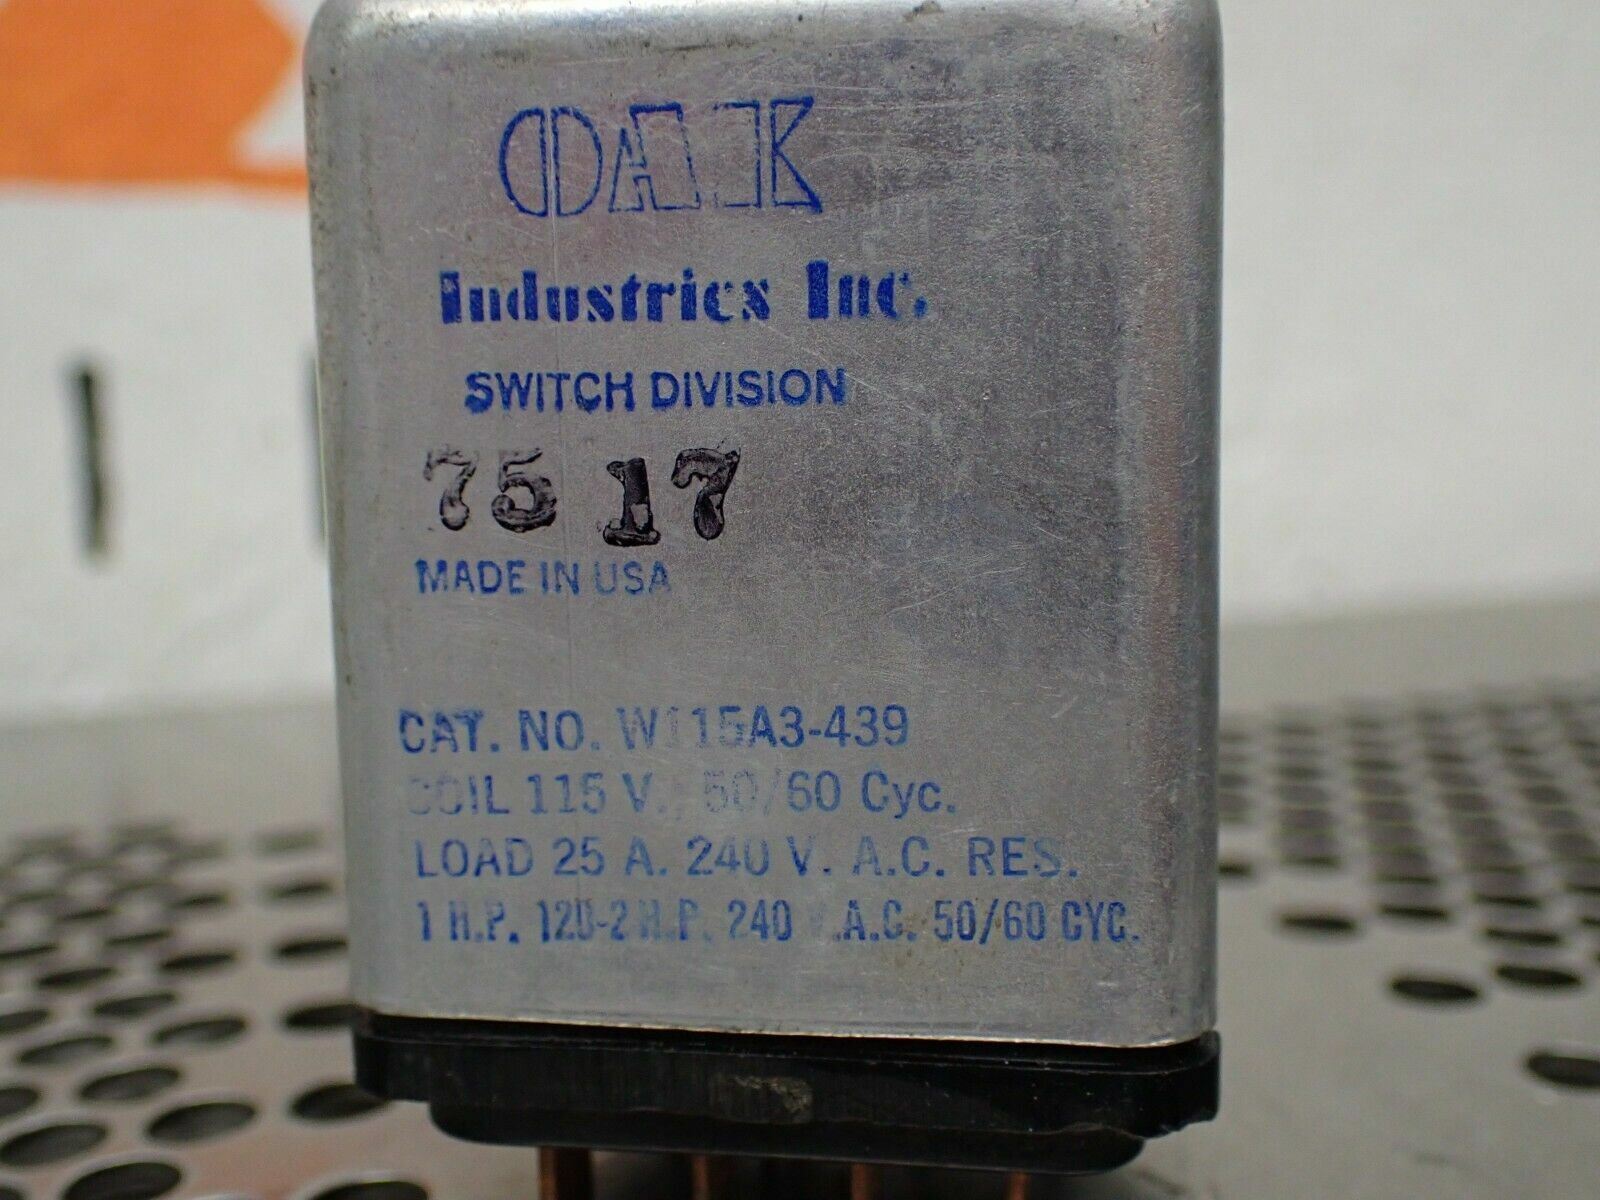 OAK
Industries Inc.
SWITCH DIVISION
75 17
MADE IN USA
CAT. NO. W115A3-439
COIL 115 V., 50/60 Cyc.
LOAD 25 A. 240 V. A.C. RES.
1 H.P. 120-2 H.P. 240 V.A.C. 50/60 CYC.